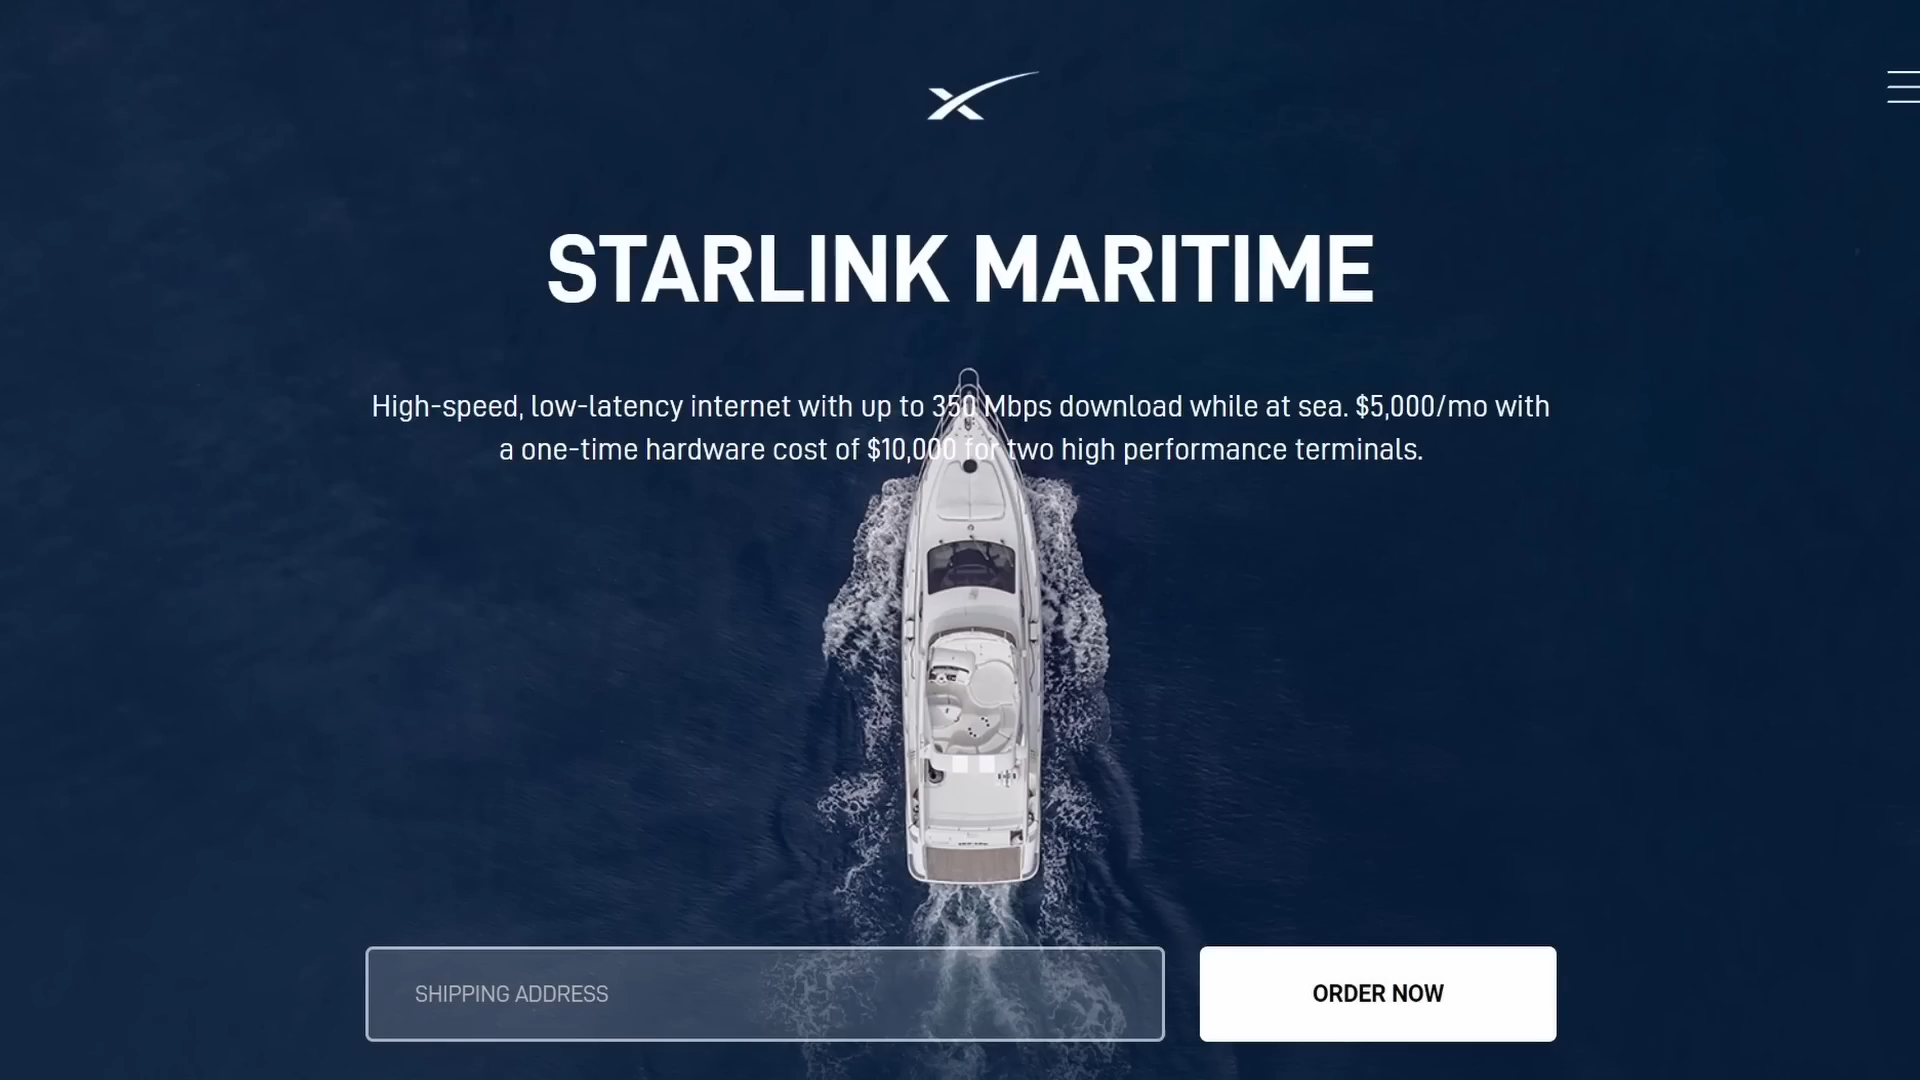 STARLINK MARITIME
High-speed, low-latency internet with up to 350 Mbps download while at sea. $5,000/mo with
a one-time hardware cost of $10,000 for two high performance terminals.
SHIPPING ADDRESS
ORDER NOW